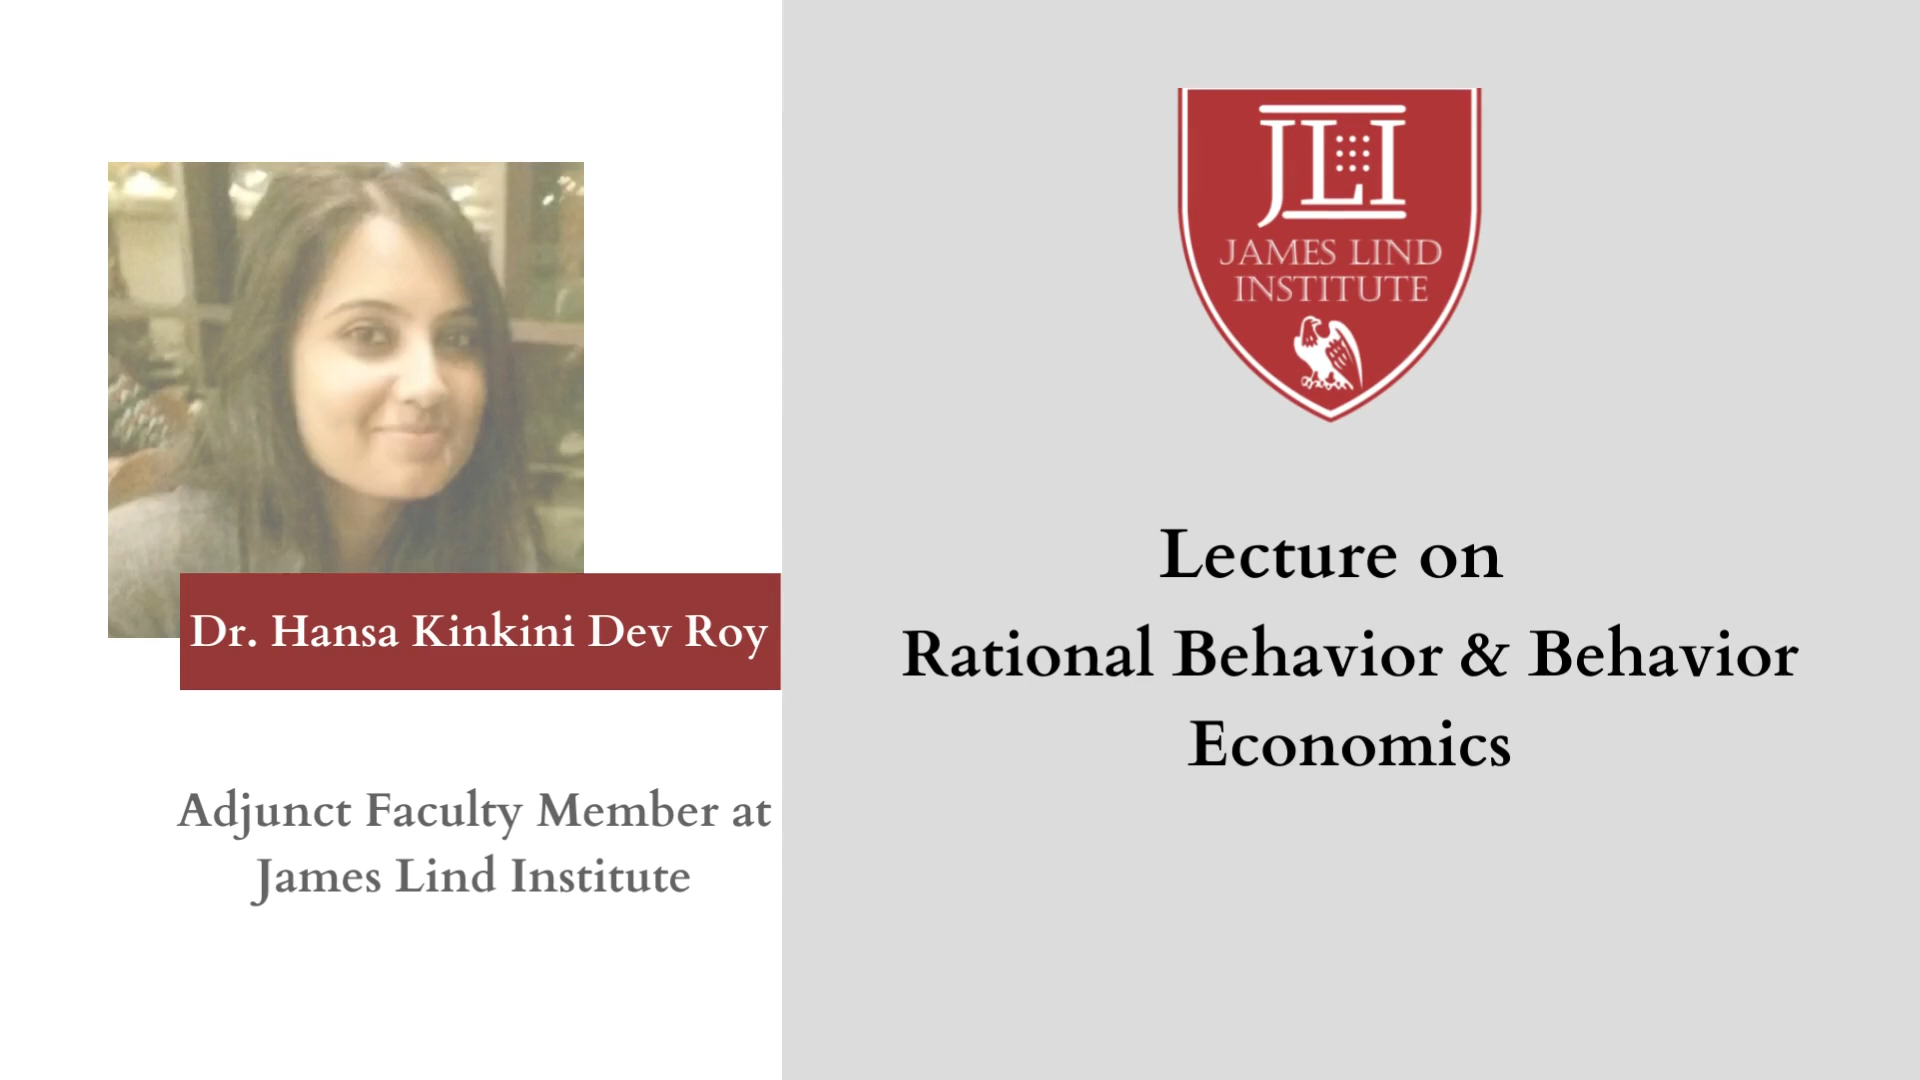 Dr. Hansa Kinkini Dev Roy
Adjunct Faculty Member at
James Lind Institute
JLI
JAMES LIND
INSTITUTE
Lecture on
Rational Behavior & Behavior
Economics